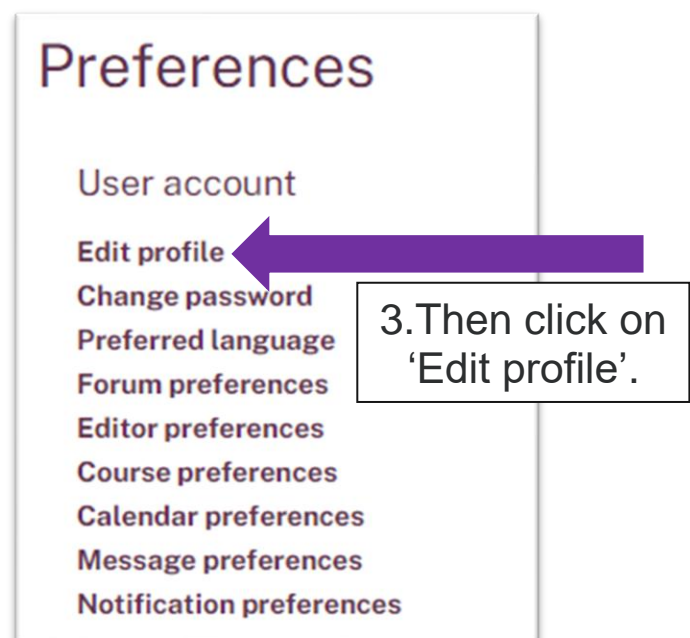 Preferences
User account
Edit profile
Change password
Preferred language
Forum preferences
Editor preferences
Course preferences
Calendar preferences
Message preferences
Notification preferences
3.Then click on
‘Edit profile’.